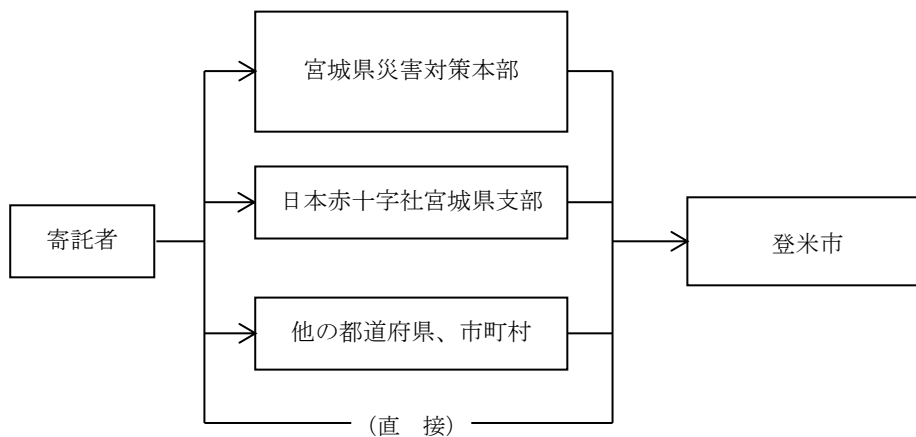 宮城県災害対策本部
日本赤十字社宮城県支部
寄託者
登米市
他の都道府県、市町村
（直　接）